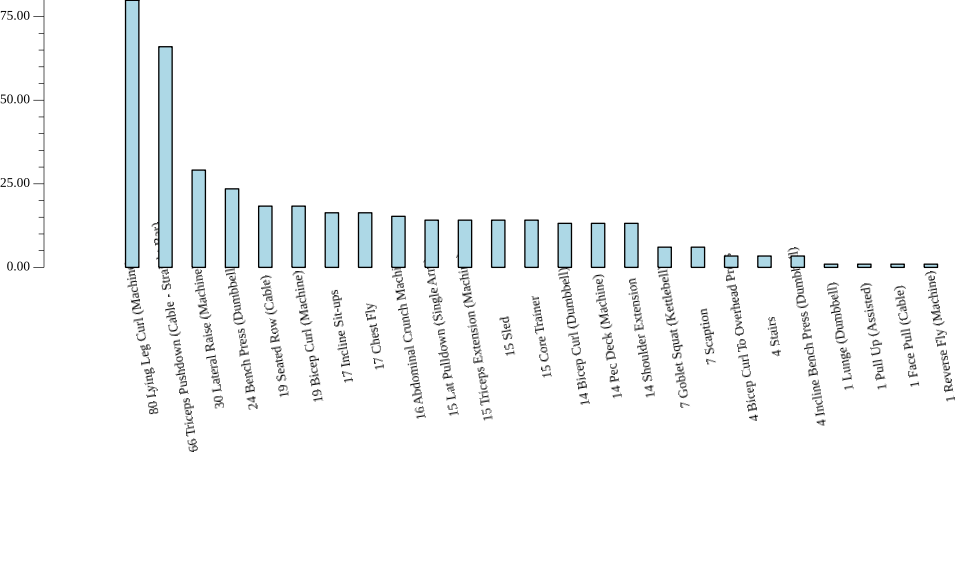 75.00
50.00
25.00
0.00
80 Lying Leg Curl (Machine
66 Triceps Pushdown (Cable - Stra Bar)
30 Lateral Raise (Machine
24 Bench Press (Dumbbell
19 Seated Row (Cable)
19 Bicep Curl (Machine)
17 Incline Sit-ups
17 Chest Fly
16 Abdominal Crunch Machi
15 Lat Pulldown (Single Arm
15 Triceps Extension (Machin
15 Sled
15 Core Trainer
14 Bicep Curl (Dumbbell)
14 Pec Deck (Machine)
14 Shoulder Extension
7 Goblet Squat (Kettlebell
7 Scaption
4 Bicep Curl To Overhead Pr
4 Stairs
4 Incline Bench Press (Dumbbell)
1 Lunge (Dumbbell)
1 Pull Up (Assisted)
1 Face Pull (Cable)
1 Reverse Fly (Machine)